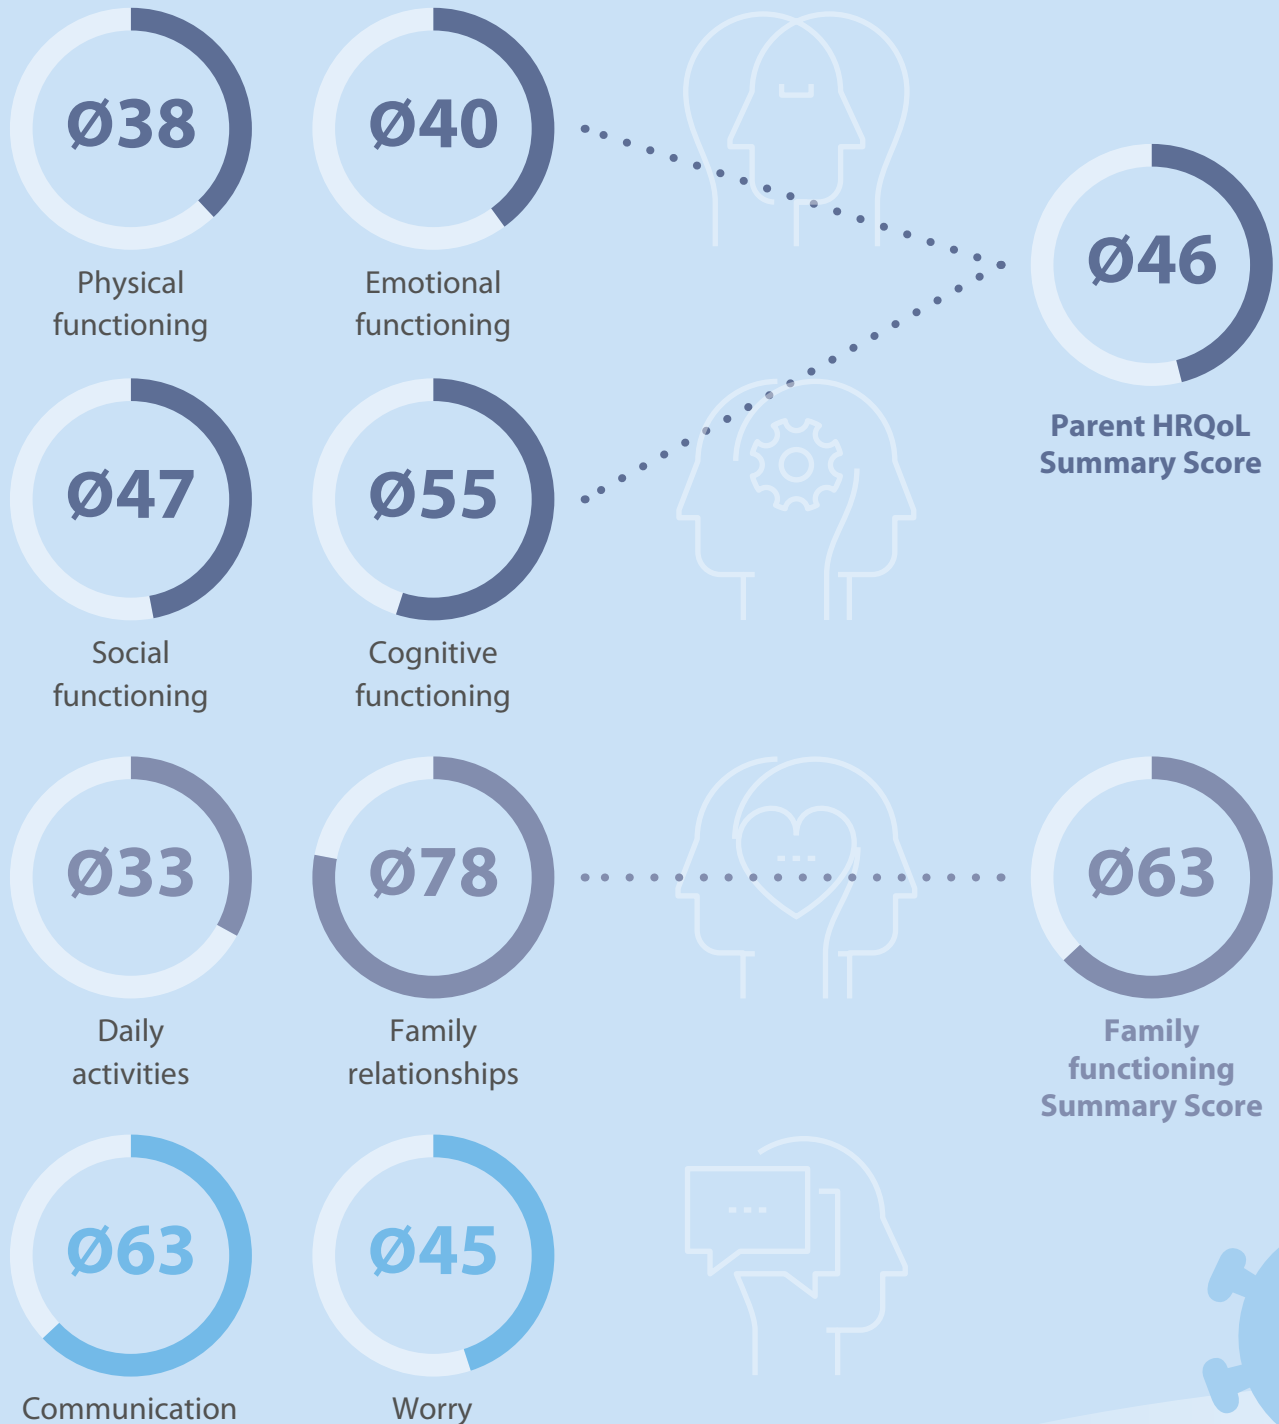 Ø38
Physical
functioning
Ø40
Emotional
functioning
Ø46
Parent HRQoL
Summary Score
Ø47
Social
functioning
Ø55
Cognitive
functioning
Ø33
Daily
activities
Ø78
Family
relationships
Ø63
Family
functioning
Summary Score
Ø63
Communication
Ø45
Worry